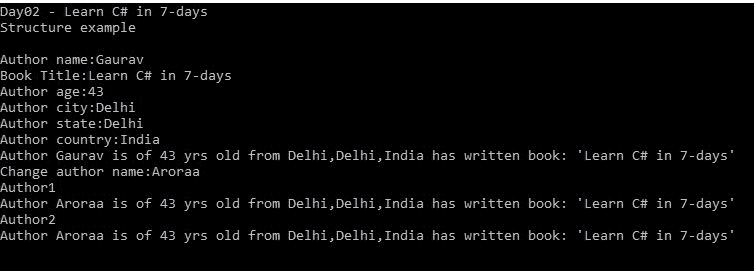 Day02 - Learn C# in 7-days
Structure example
Author name:Gaurav
Book Title:Learn C# in 7-days
Author age:43
Author city:Delhi
Author state:Delhi
Author country:India
Author Gaurav is of 43 yrs old from Delhi,Delhi,India has written book: 'Learn C# in 7-days'
Change author name:Aroraa
Author1
Author Aroraa is of 43 yrs old from Delhi,Delhi,India has written book: 'Learn C# in 7-days'
Author2
Author Aroraa is of 43 yrs old from Delhi,Delhi,India has written book: 'Learn C# in 7-days'